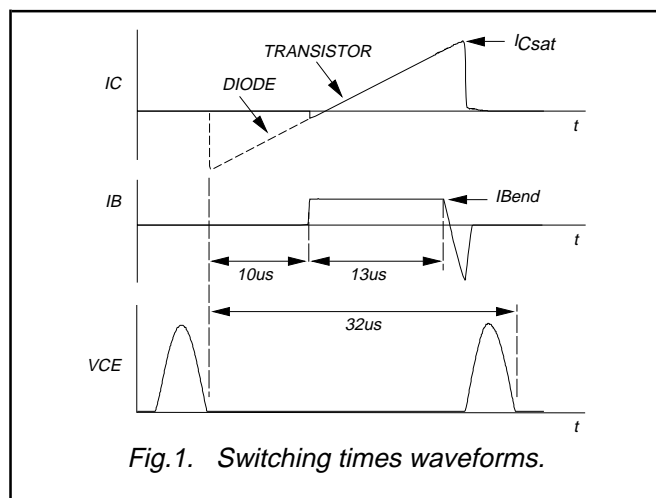 ICsat
TRANSISTOR
IC
DIODE
t
IB
IBend
t
10us
13us
32us
VCE
t
Fig.1. Switching times waveforms.